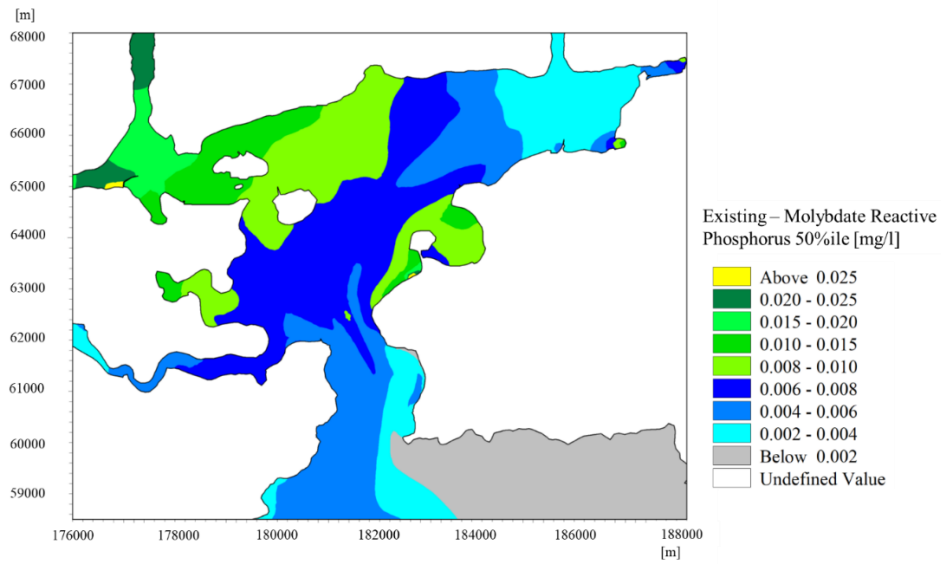 [m]
68000
67000
66000
65000
64000
63000
62000
61000
60000
59000
176000 178000 180000 182000 184000 186000 188000
[m]
Existing – Molybdate Reactive
Phosphorus 50%ile [mg/l]
Above 0.025
0.020 - 0.025
0.015 - 0.020
0.010 - 0.015
0.008 - 0.010
0.006 - 0.008
0.004 - 0.006
0.002 - 0.004
Below 0.002
Undefined Value